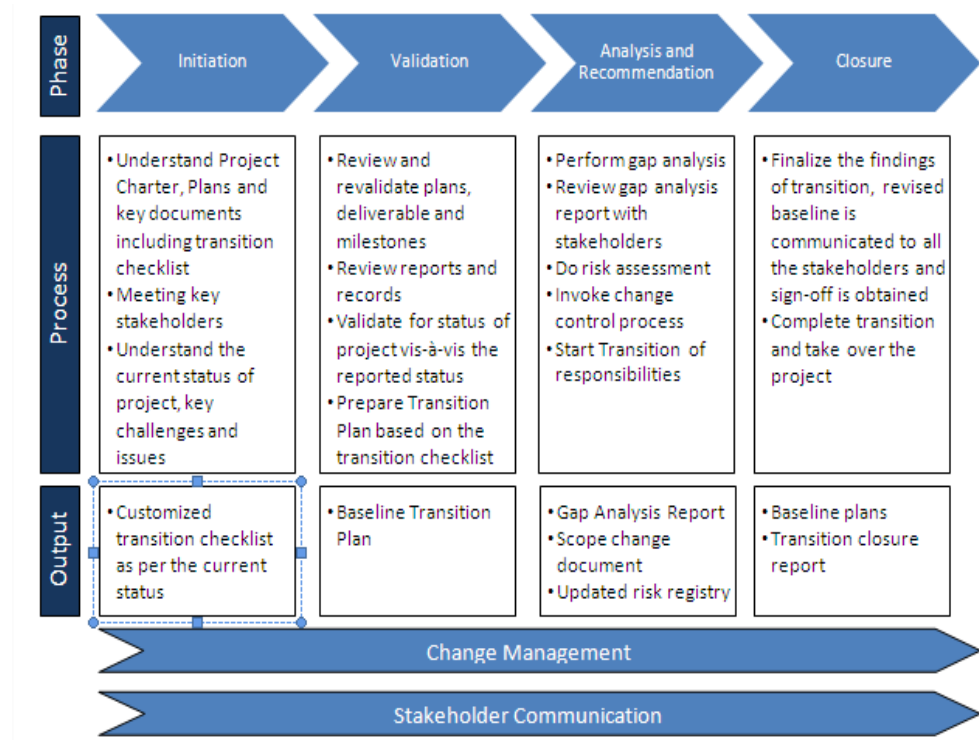 Phase
Initiation
Validation
Analysis and
Recommendation
Closure
Process
• Understand Project
Charter, Plans and
key documents
including transition
checklist
• Meeting key
stakeholders
• Understand the
current status of
project, key
challenges and
issues
• Review and
revalidate plans,
deliverable and
milestones
• Review reports and
records
• Validate for status of
project vis-à-vis the
reported status
• Prepare Transition
Plan based on the
transition checklist
• Perform gap analysis
• Review gap analysis
report with
stakeholders
• Do risk assessment
• Invoke change
control process
• Start Transition of
responsibilities
• Finalize the findings
of transition, revised
baseline is
communicated to all
the stakeholders and
sign-off is obtained
• Complete transition
and take over the
project
Output
• Customized
transition checklist
as per the current
status
• Baseline Transition
Plan
• Gap Analysis Report
• Scope change
document
• Updated risk registry
• Baseline plans
• Transition closure
report
Change Management
Stakeholder Communication